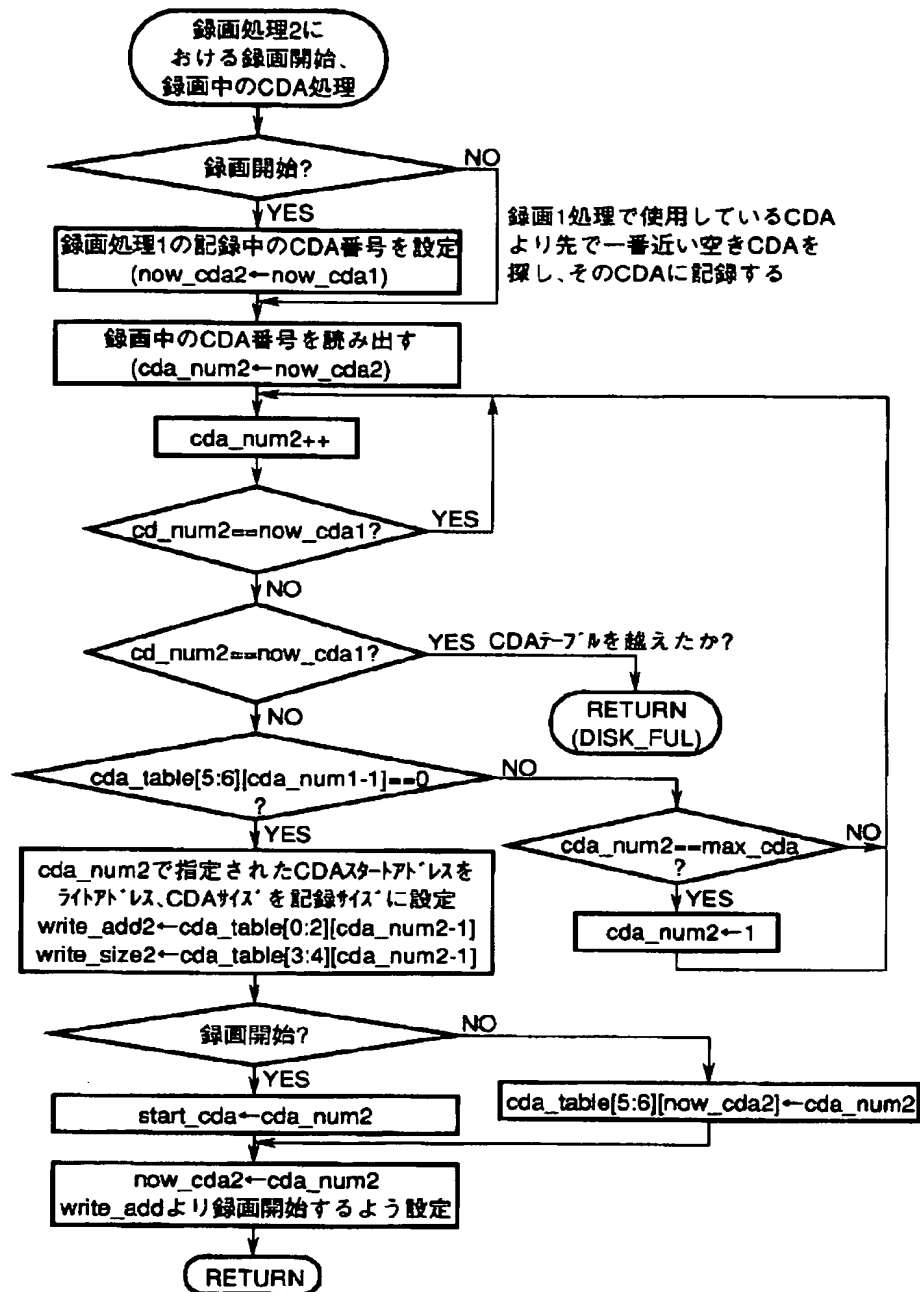 録画処理2に
おける録画開始、
録画中のCDA処理
録画開始?
NO
YES
録画1処理で使用しているCDA
より先で一番近い空きCDAを
探し、そのCDAに記録する
録画処理1の記録中のCDA番号を設定
(now_cda2←now_cda1)
録画中のCDA番号を読み出す
(cda_num2←now_cda2)
cda_num2++
cd_num2==now_cda1?
YES
NO
cd_num2==now_cda1?
YES CDAテーブルを越えたか?
NO
RETURN
(DISK_FUL)
cda_table[5:6][cda_num1-1]==0
?
NO
YES
cda_num2==max_cda
?
NO
YES
cda_num2←1
cda_num2で指定されたCDAスタートアドレスを
ライトアドレス、CDAサイズを記録サイズに設定
write_add2←cda_table[0:2][cda_num2-1]
write_size2←cda_table[3:4][cda_num2-1]
録画開始?
NO
YES
start_cda←cda_num2
cda_table[5:6][now_cda2]←cda_num2
now_cda2←cda_num2
write_addより録画開始するよう設定
RETURN